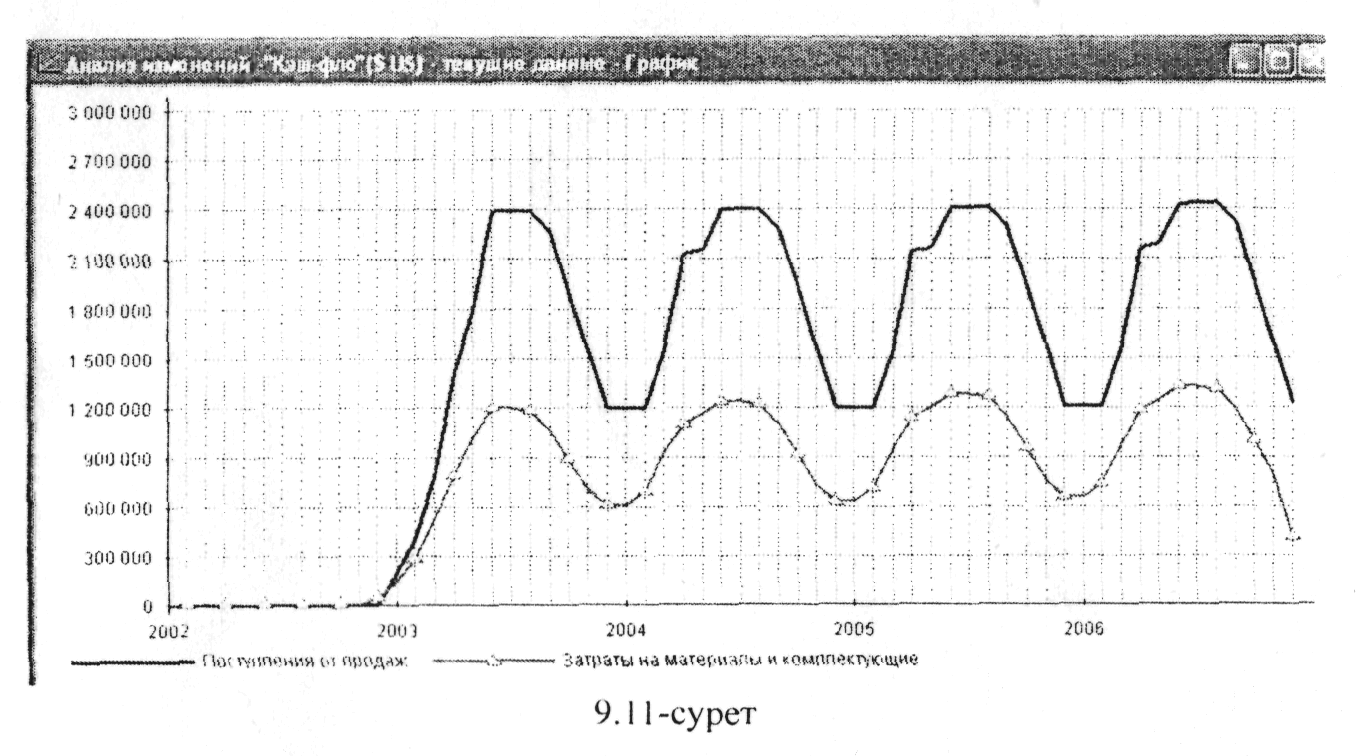 Анализ изменений -"Кэш-фло"($ US) - текущие данные - График
3 000 000
2 700 000
2 400 000
2 100 000
1 800 000
1 500 000
1 200 000
900 000
600 000
300 000
0
2002 2003 2004 2005 2006
Поступления от продаж Затраты на материалы и комплектующие
9.11-сурет